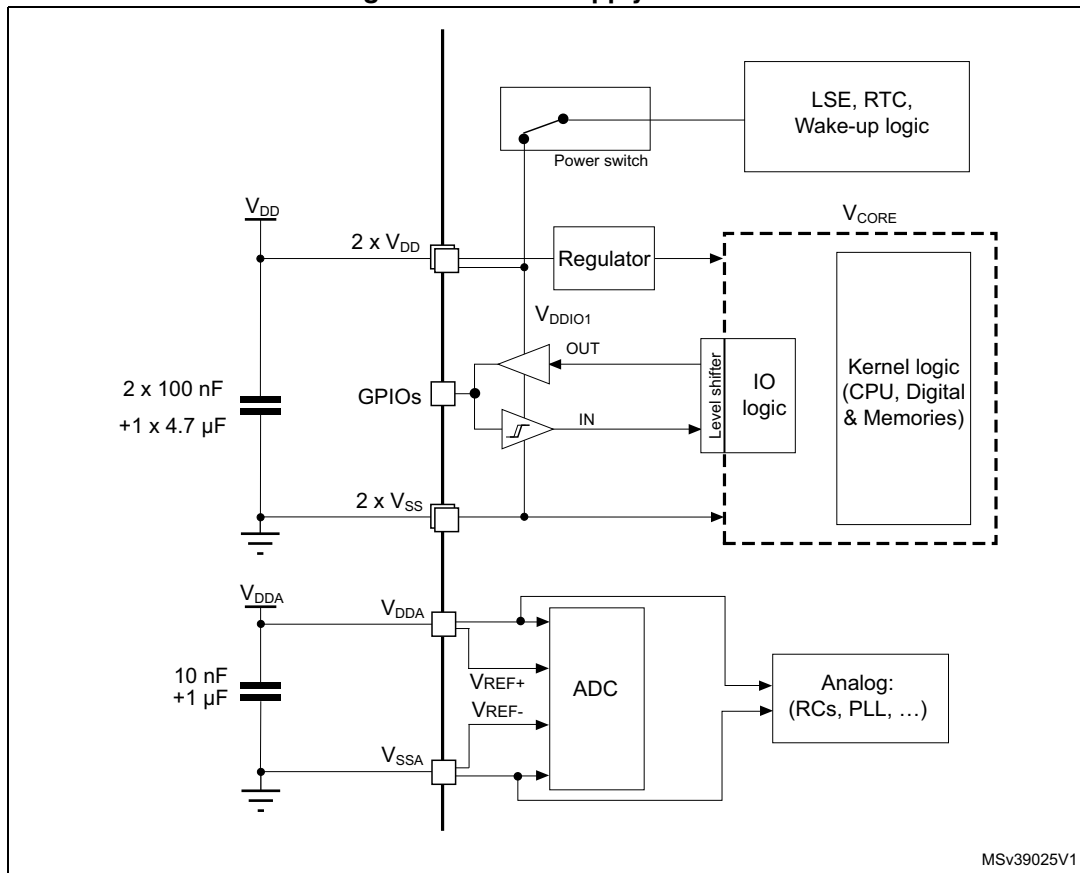 LSE, RTC,
Wake-up logic
Power switch
VDD
VCORE
2 x VDD
Regulator
VDDIO1
OUT
2 x 100 nF
+1 x 4.7 µF
GPIOs
Level shifter
IO
logic
Kernel logic
(CPU, Digital
& Memories)
IN
2 x VSS
VDDA
VDDA
10 nF
+1 µF
VREF+
ADC
VREF-
Analog:
(RCs, PLL, …)
VSSA
MSv39025V1